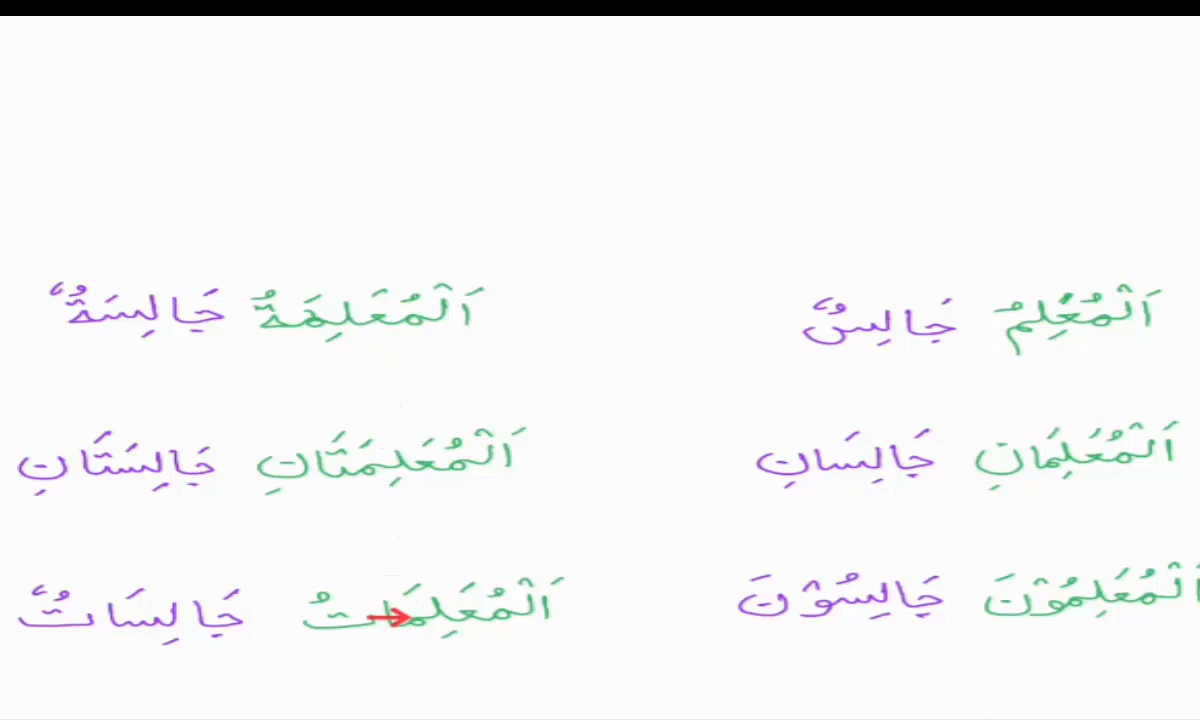 اَلْمُعَلِمُ جَالِسٌ
اَلْمُعَلِمَةُ جَالِسَةٌ
اَلْمُعَلِمَانِ جَالِسَانِ
اَلْمُعَلِمَتَانِ جَالِسَتَانِ
اَلْمُعَلِمُوْنَ جَالِسُوْنَ
اَلْمُعَلِمَاتُ جَالِسَاتٌ